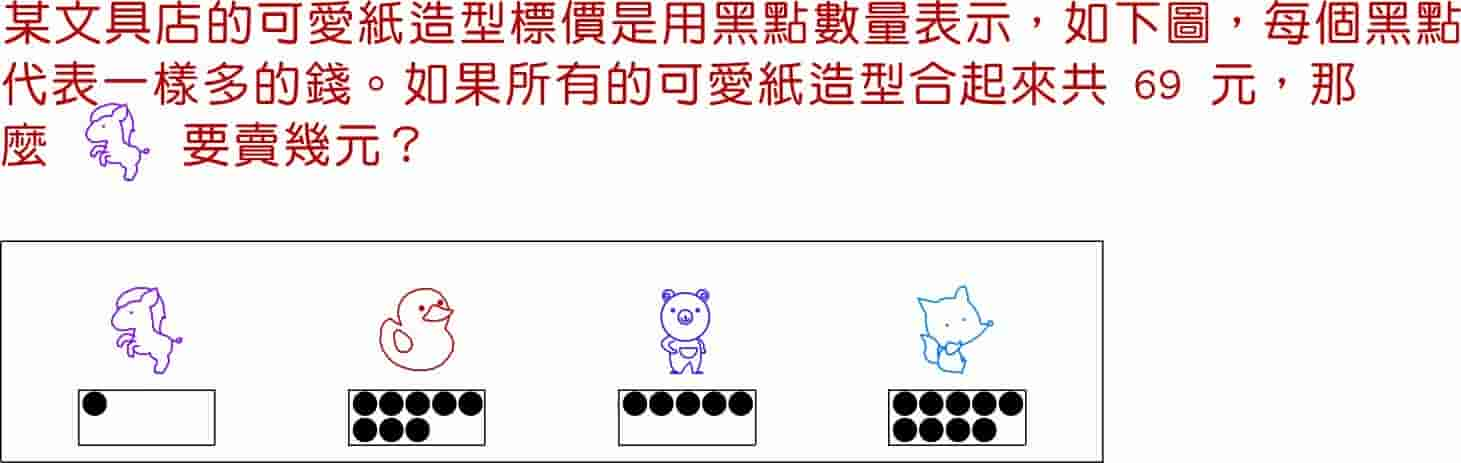 某文具店的可愛紙造型標價是用黑點數量表示，如下圖，每個黑點
代表一樣多的錢。如果所有的可愛紙造型合起來共 69 元，那
麼 要賣幾元？